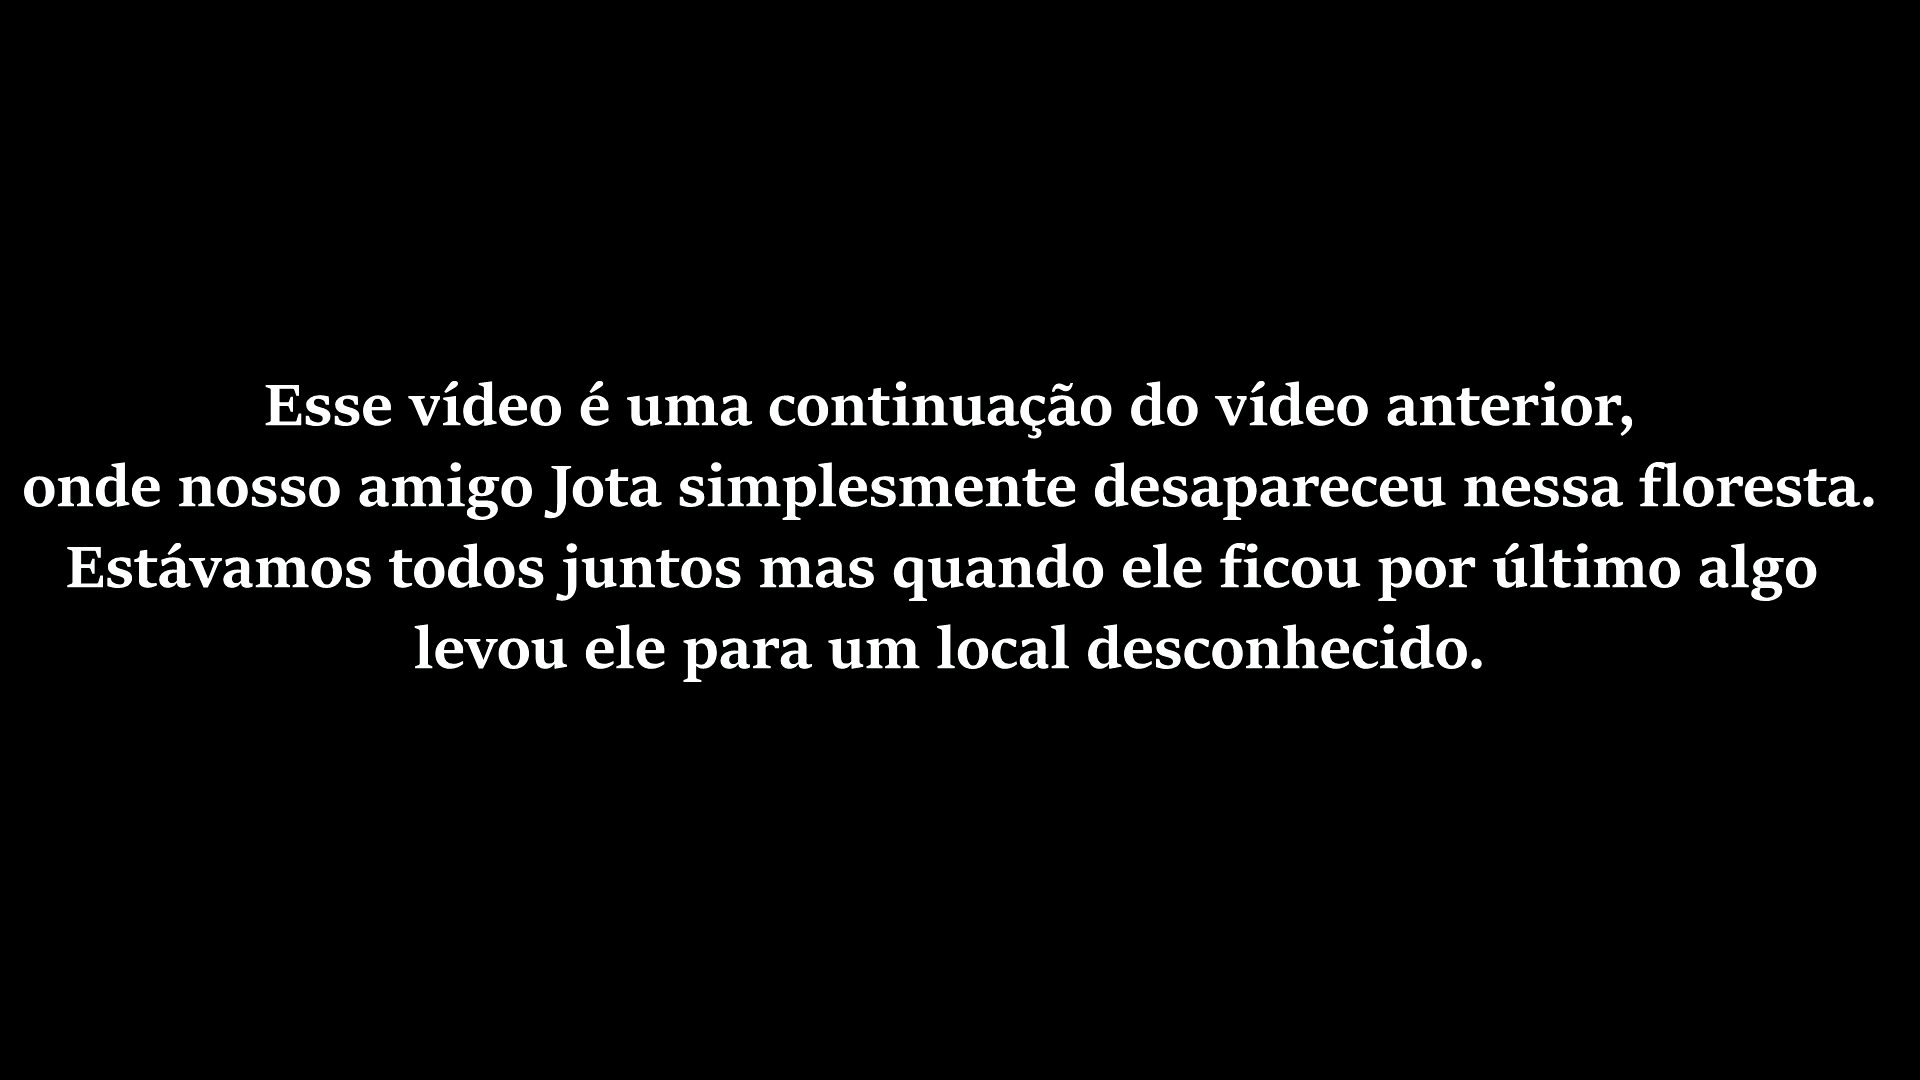 Esse vídeo é uma continuação do vídeo anterior,
onde nosso amigo Jota simplesmente desapareceu nessa floresta.
Estávamos todos juntos mas quando ele ficou por último algo
levou ele para um local desconhecido.